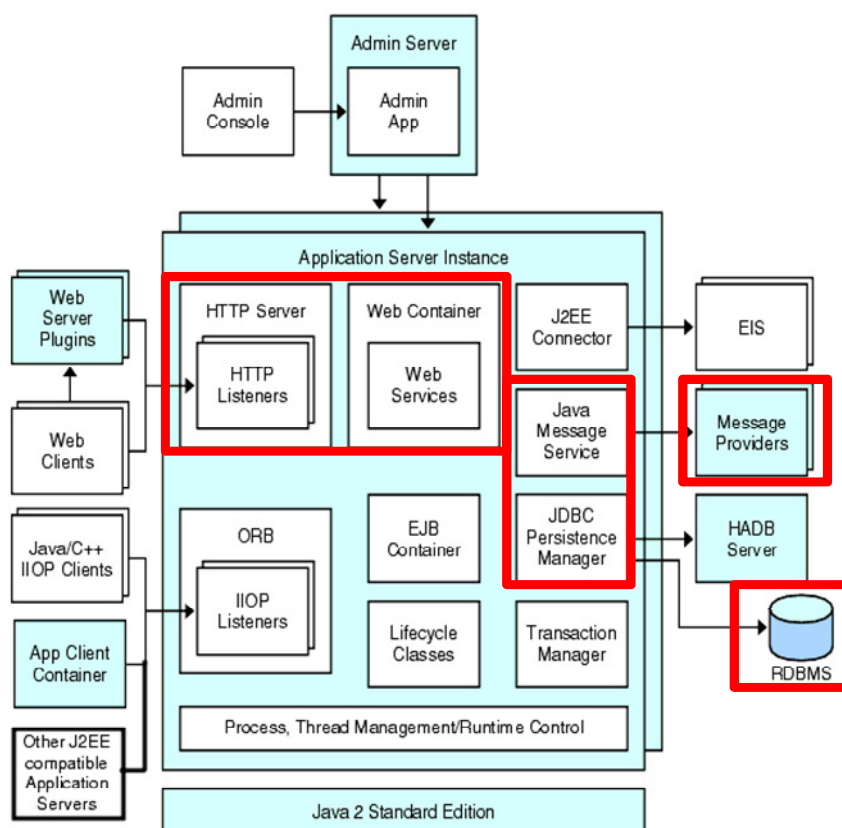 Admin Server
Admin
Console
Admin
App
Application Server Instance
Web
Server
Plugins
HTTP Server
HTTP
Listeners
Web Container
Web
Services
J2EE
Connector
EIS
Web
Clients
Java
Message
Service
Message
Providers
Java/C++
IIOP Clients
ORB
IIOP
Listeners
EJB
Container
JDBC
Persistence
Manager
HADB
Server
App Client
Container
Lifecycle
Classes
Transaction
Manager
RDBMS
Other J2EE
compatible
Application
Servers
Process, Thread Management/Runtime Control
Java 2 Standard Edition